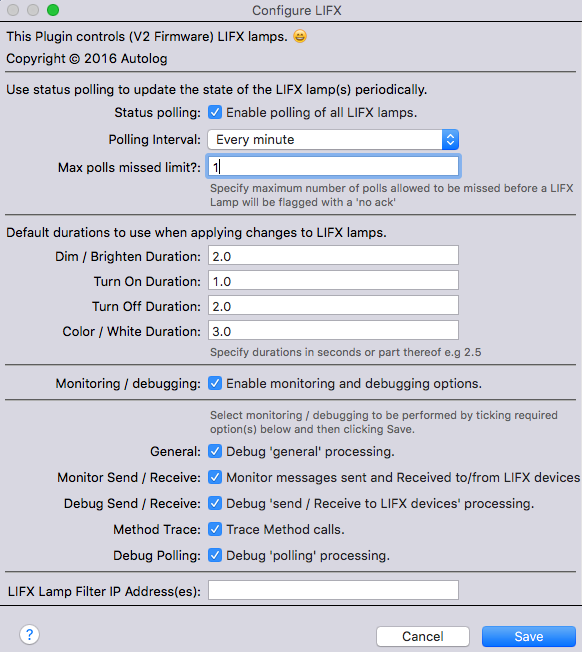 Configure LIFX
This Plugin controls (V2 Firmware) LIFX lamps. 😀
Copyright © 2016 Autolog
Use status polling to update the state of the LIFX lamp(s) periodically.
Status polling: Enable polling of all LIFX lamps.
Polling Interval: Every minute
Max polls missed limit?: 1
Specify maximum number of polls allowed to be missed before a LIFX
Lamp will be flagged with a 'no ack'
Default durations to use when applying changes to LIFX lamps.
Dim / Brighten Duration: 2.0
Turn On Duration: 1.0
Turn Off Duration: 2.0
Color / White Duration: 3.0
Specify durations in seconds or part thereof e.g 2.5
Monitoring / debugging: Enable monitoring and debugging options.
Select monitoring / debugging to be performed by ticking required
option(s) below and then clicking Save.
General: Debug 'general' processing.
Monitor Send / Receive: Monitor messages sent and Received to/from LIFX devices
Debug Send / Receive: Debug 'send / Receive to LIFX devices' processing.
Method Trace: Trace Method calls.
Debug Polling: Debug 'polling' processing.
LIFX Lamp Filter IP Address(es):
? Cancel Save